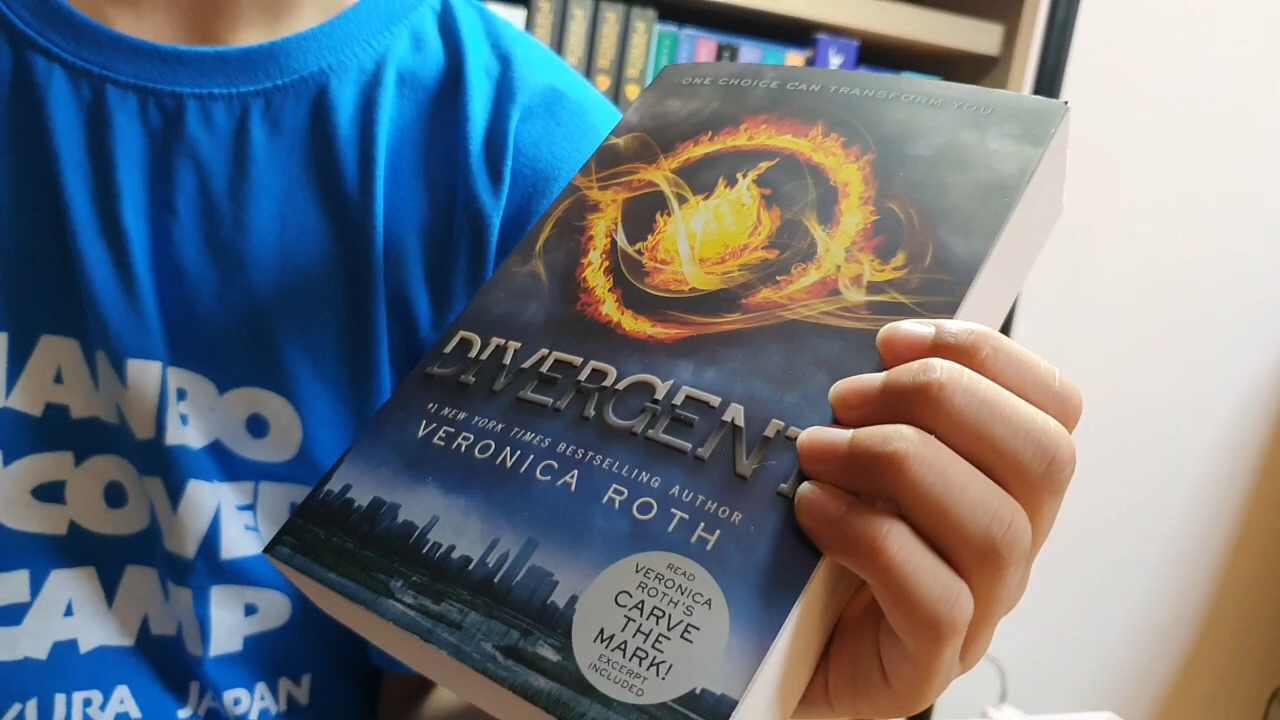 ONE CHOICE CAN TRANSFORM YOU
DIVERGENT
#1 NEW YORK TIMES BESTSELLING AUTHOR
VERONICA ROTH
READ
VERONICA
ROTH'S
CARVE
THE
MARK!
EXCERPT
INCLUDED
CAMP
JAPAN